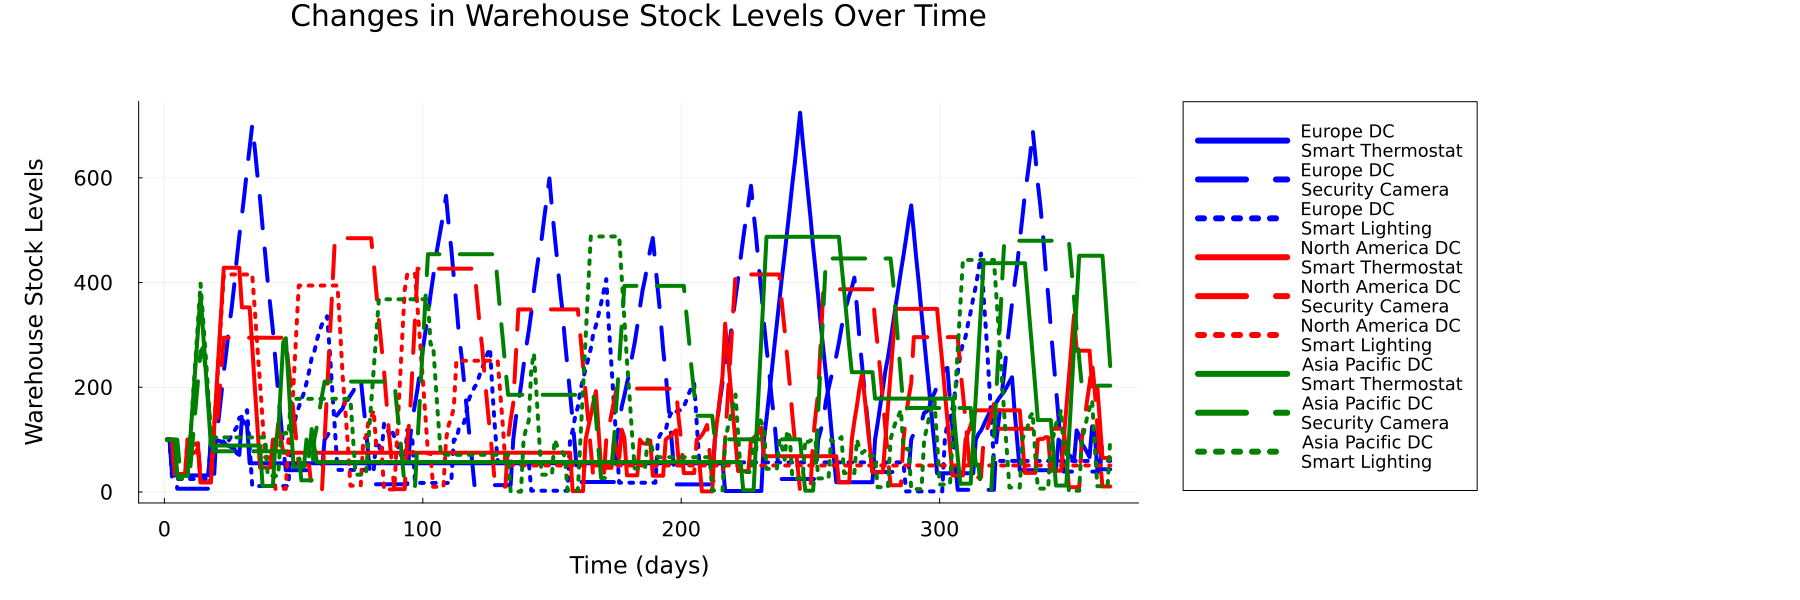 Changes in Warehouse Stock Levels Over Time
Warehouse Stock Levels
600
400
200
0
0
100
200
300
Time (days)
Europe DC
Smart Thermostat
Europe DC
Security Camera
Europe DC
Smart Lighting
North America DC
Smart Thermostat
North America DC
Security Camera
North America DC
Smart Lighting
Asia Pacific DC
Smart Thermostat
Asia Pacific DC
Security Camera
Asia Pacific DC
Smart Lighting